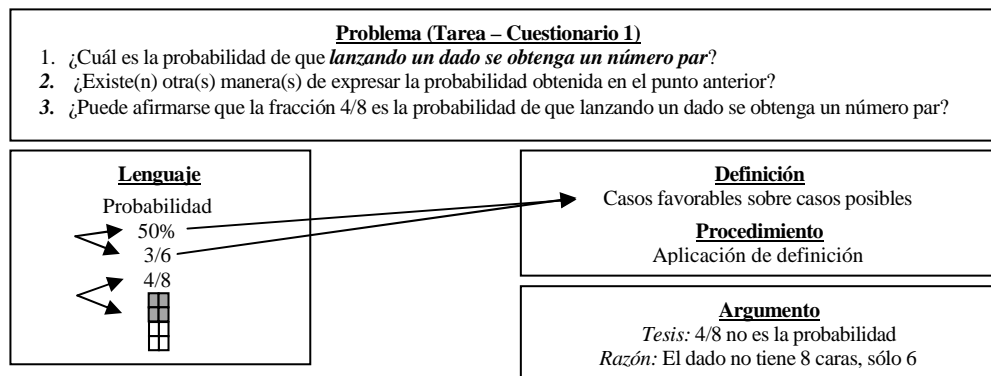 Problema (Tarea – Cuestionario 1)
1. ¿Cuál es la probabilidad de que lanzando un dado se obtenga un número par?
2. ¿Existe(n) otra(s) manera(s) de expresar la probabilidad obtenida en el punto anterior?
3. ¿Puede afirmarse que la fracción 4/8 es la probabilidad de que lanzando un dado se obtenga un número par?
Lenguaje
Probabilidad
50%
3/6
4/8
Definición
Casos favorables sobre casos posibles
Procedimiento
Aplicación de definición
Argumento
Tesis: 4/8 no es la probabilidad
Razón: El dado no tiene 8 caras, sólo 6